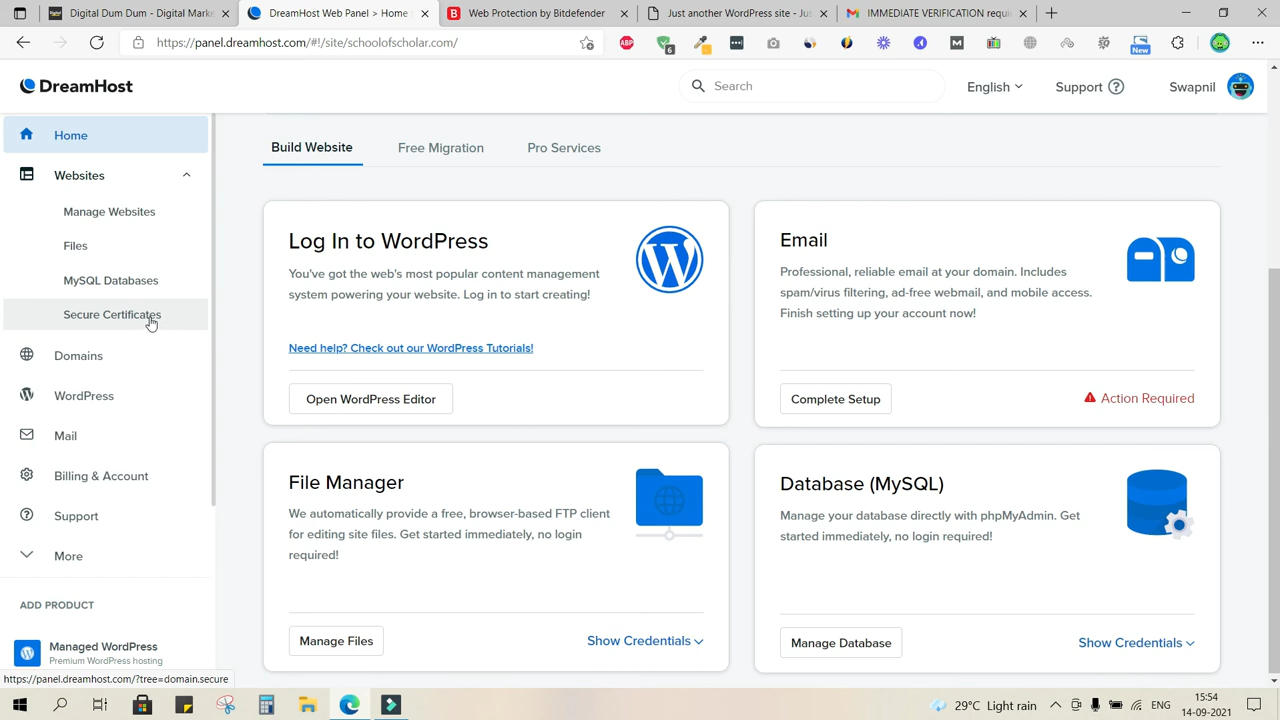 Digital Dum Dum - Digital Mark
DreamHost Web Panel > Home
Web Protection by Bitdefender
Just another WordPress site - Jus
IMMEDIATE VERIFICATION requi
https://panel.dreamhost.com/#!/site/schoolofscholar.com/
ABP
6
New
DreamHost
Search
English
Support
Swapnil
Home
Websites
Manage Websites
Files
MySQL Databases
Secure Certificates
Domains
WordPress
Mail
Billing & Account
Support
More
ADD PRODUCT
Managed WordPress
Premium WordPress hosting
https://panel.dreamhost.com/?tree=domain.secure
Build Website
Free Migration
Pro Services
Log In to WordPress
You've got the web's most popular content management
system powering your website. Log in to start creating!
Need help? Check out our WordPress Tutorials!
Open WordPress Editor
Email
Professional, reliable email at your domain. Includes
spam/virus filtering, ad-free webmail, and mobile access.
Finish setting up your account now!
Complete Setup
Action Required
File Manager
We automatically provide a free, browser-based FTP client
for editing site files. Get started immediately, no login
required!
Manage Files
Show Credentials
Database (MySQL)
Manage your database directly with phpMyAdmin. Get
started immediately, no login required!
Manage Database
Show Credentials
29°C Light rain
ENG
15:54
14-09-2021